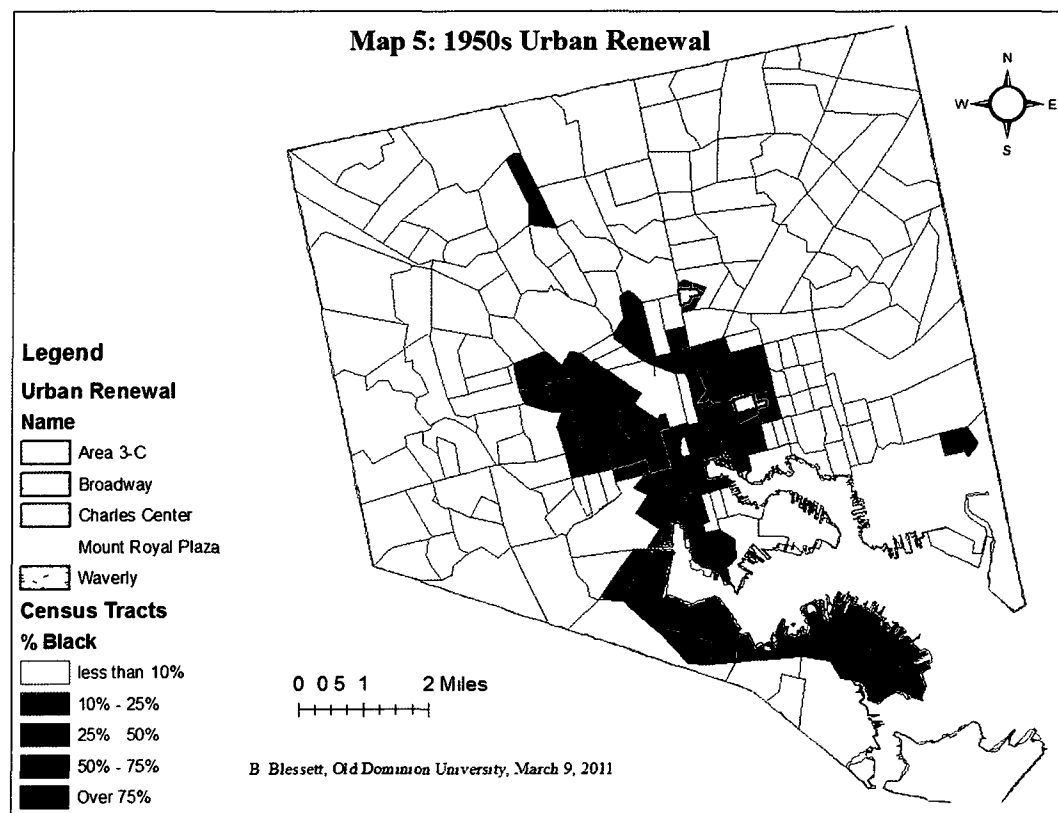 Map 5: 1950s Urban Renewal
N
W E
S
Legend
Urban Renewal
Name
Area 3-C
Broadway
Charles Center
Mount Royal Plaza
Waverly
Census Tracts
% Black
less than 10%
10% - 25%
25% 50%
50% - 75%
Over 75%
0 0 5 1 2 Miles
B Blessett, Old Dominion University, March 9, 2011